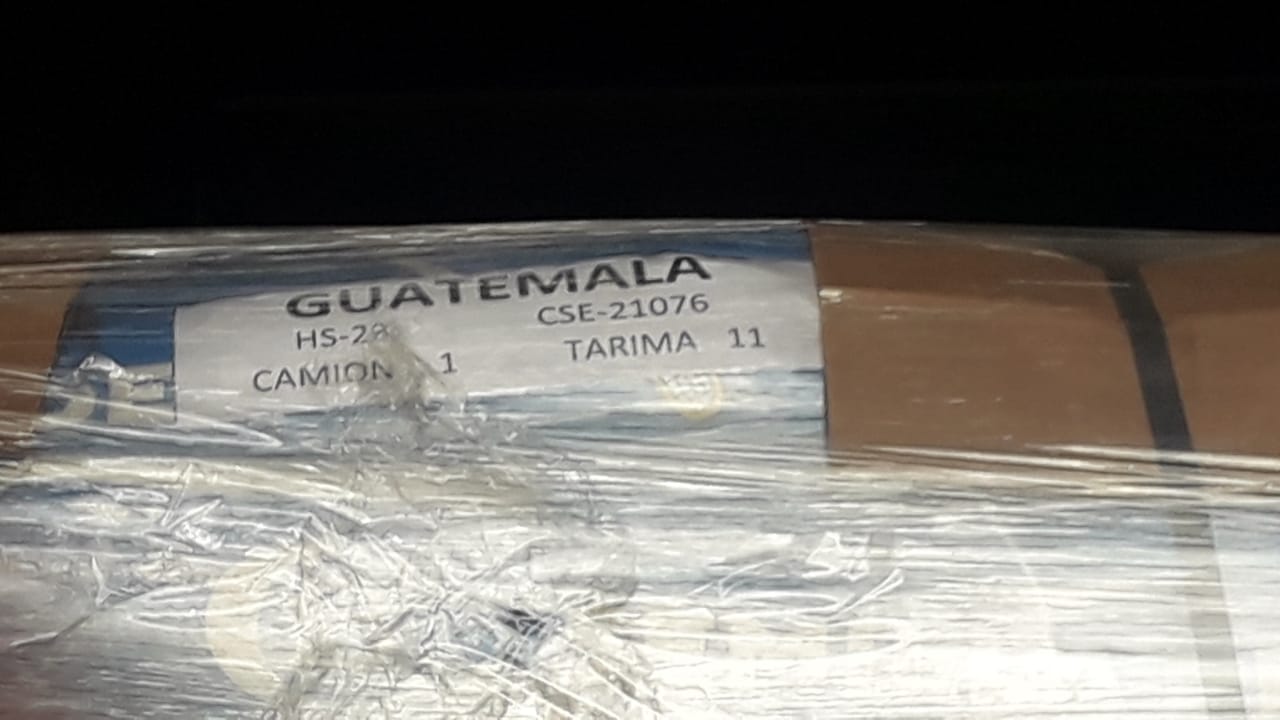 GUATEMALA
CSE-21076
CAMION 1 TARIMA 11